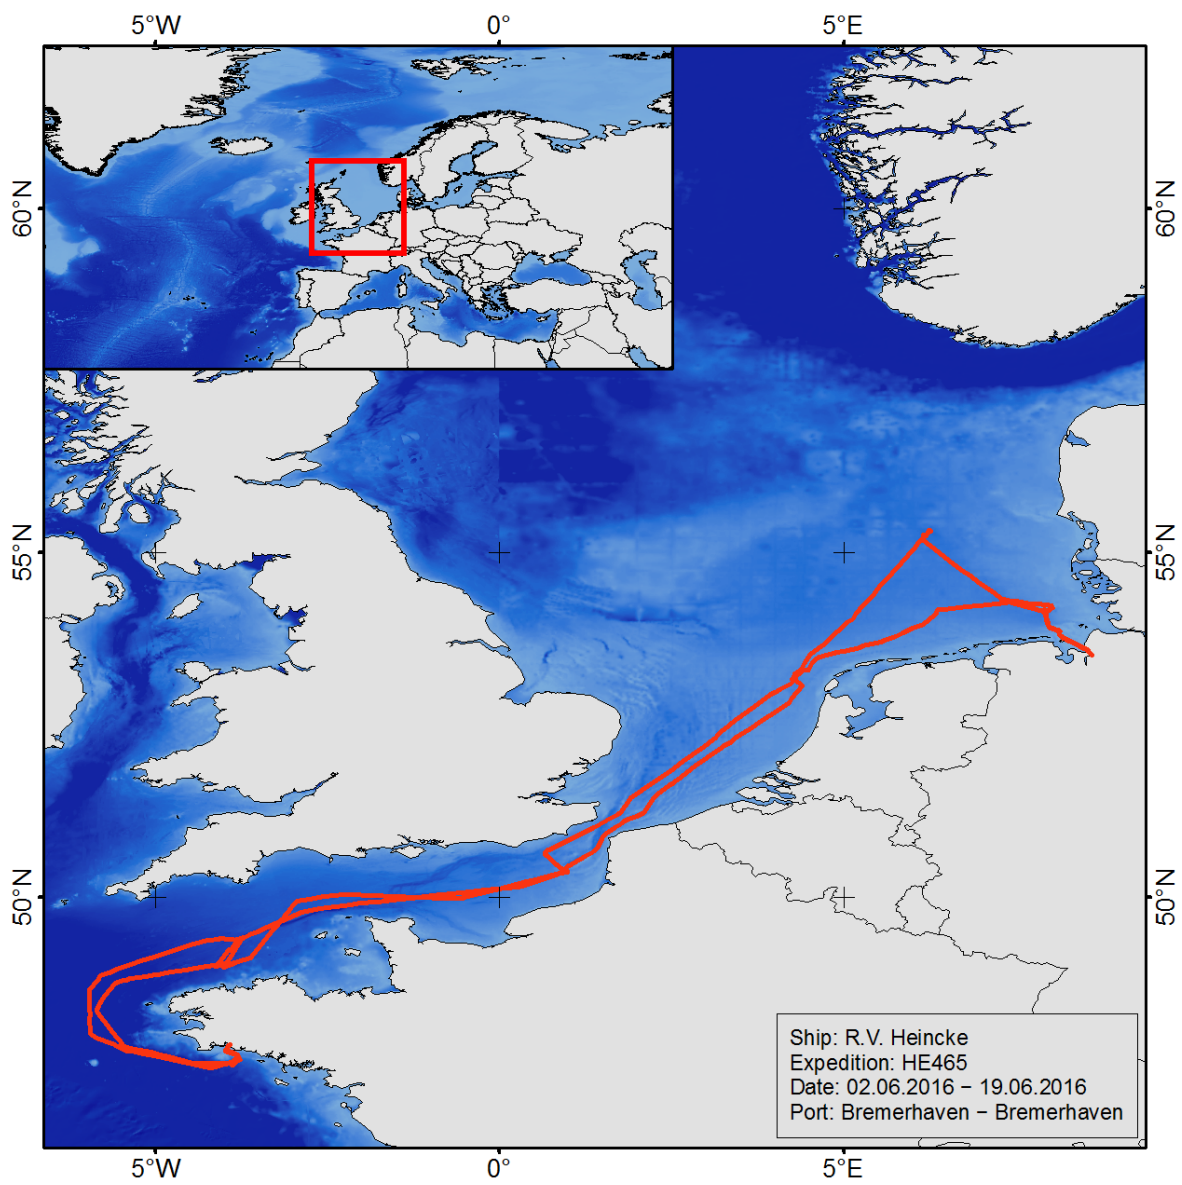 5°W 0° 5°E
60°N 60°N
55°N 55°N
50°N 50°N
Ship: R.V. Heincke
Expedition: HE465
Date: 02.06.2016 − 19.06.2016
Port: Bremerhaven − Bremerhaven
5°W 0° 5°E